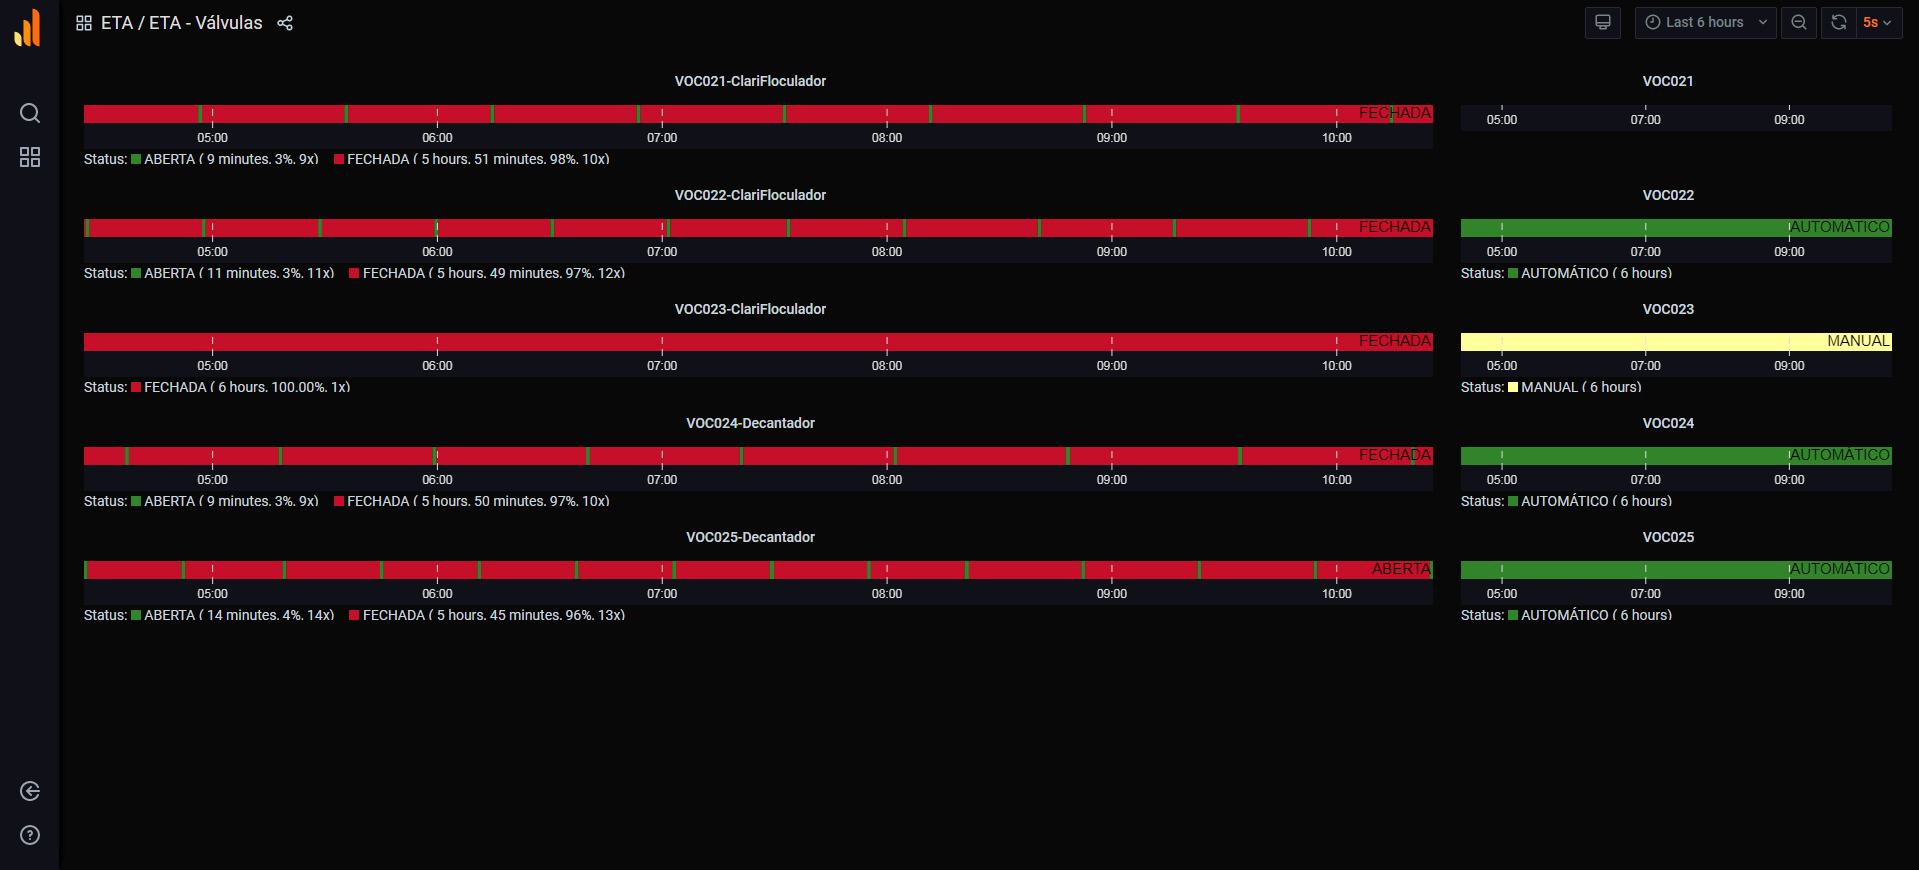 ETA / ETA - Válvulas
Last 6 hours
5s
VOC021-ClariFloculador
FECHADA
05:00 06:00 07:00 08:00 09:00 10:00
Status: ABERTA ( 9 minutes, 3%, 9x) FECHADA ( 5 hours, 51 minutes, 98%, 10x)
VOC021
05:00 07:00 09:00
VOC022-ClariFloculador
FECHADA
05:00 06:00 07:00 08:00 09:00 10:00
Status: ABERTA ( 11 minutes, 3%, 11x) FECHADA ( 5 hours, 49 minutes, 97%, 12x)
VOC022
AUTOMÁTICO
05:00 07:00 09:00
Status: AUTOMÁTICO ( 6 hours)
VOC023-ClariFloculador
FECHADA
05:00 06:00 07:00 08:00 09:00 10:00
Status: FECHADA ( 6 hours, 100.00%, 1x)
VOC023
MANUAL
05:00 07:00 09:00
Status: MANUAL ( 6 hours)
VOC024-Decantador
FECHADA
05:00 06:00 07:00 08:00 09:00 10:00
Status: ABERTA ( 9 minutes, 3%, 9x) FECHADA ( 5 hours, 50 minutes, 97%, 10x)
VOC024
AUTOMÁTICO
05:00 07:00 09:00
Status: AUTOMÁTICO ( 6 hours)
VOC025-Decantador
ABERTA
05:00 06:00 07:00 08:00 09:00 10:00
Status: ABERTA ( 14 minutes, 4%, 14x) FECHADA ( 5 hours, 45 minutes, 96%, 13x)
VOC025
AUTOMÁTICO
05:00 07:00 09:00
Status: AUTOMÁTICO ( 6 hours)